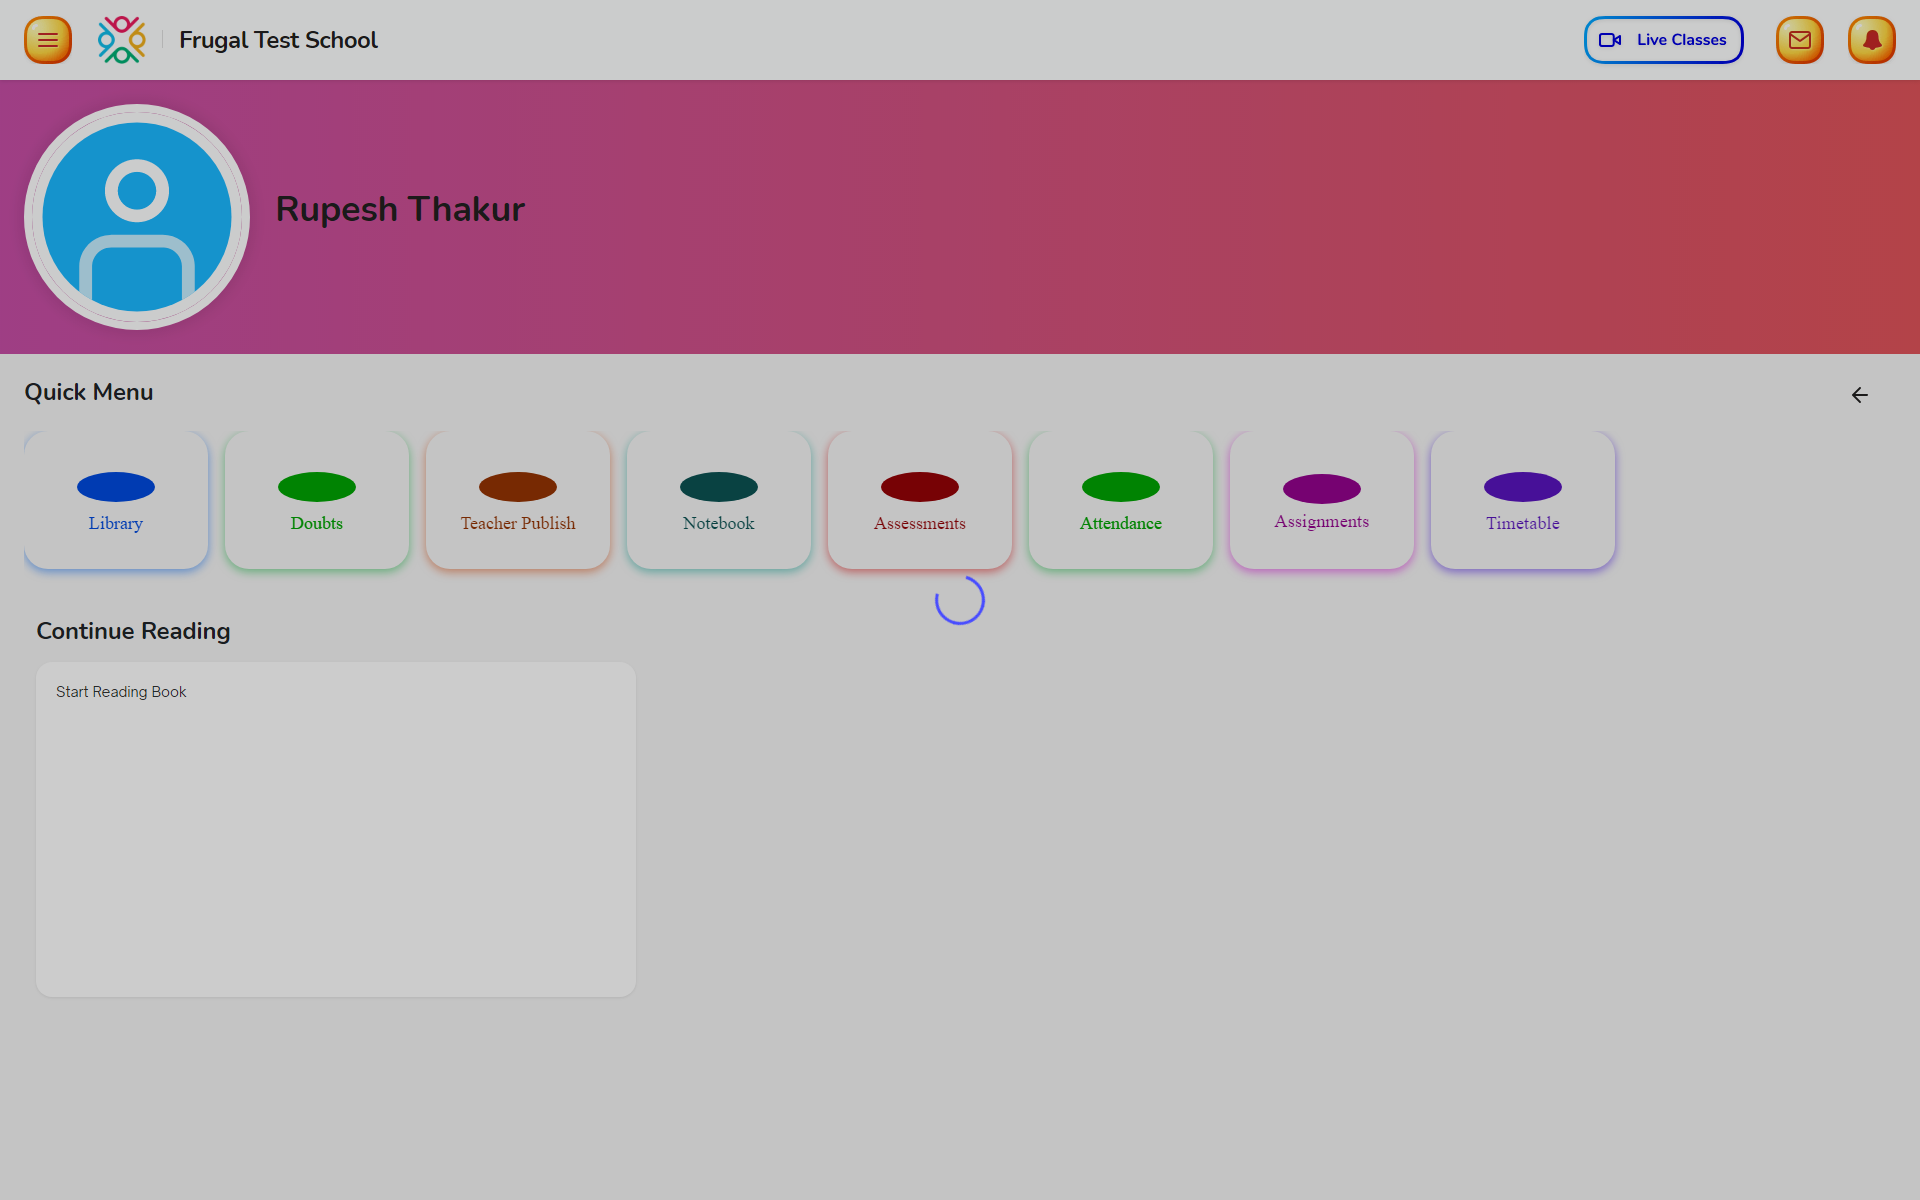 Frugal Test School
Live Classes
Rupesh Thakur
Quick Menu
Library
Doubts
Teacher Publish
Notebook
Assessments
Attendance
Assignments
Timetable
Continue Reading
Start Reading Book